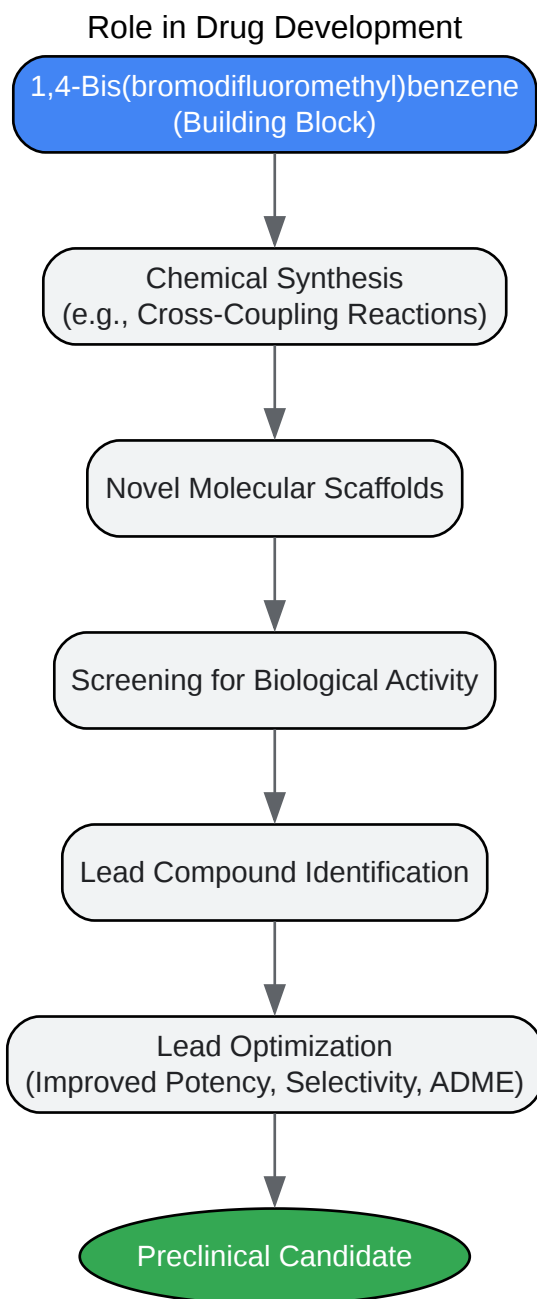 Role in Drug Development
1,4-Bis(bromodifluoromethyl)benzene
(Building Block)
Chemical Synthesis
(e.g., Cross-Coupling Reactions)
Novel Molecular Scaffolds
Screening for Biological Activity
Lead Compound Identification
Lead Optimization
(Improved Potency, Selectivity, ADME)
Preclinical Candidate